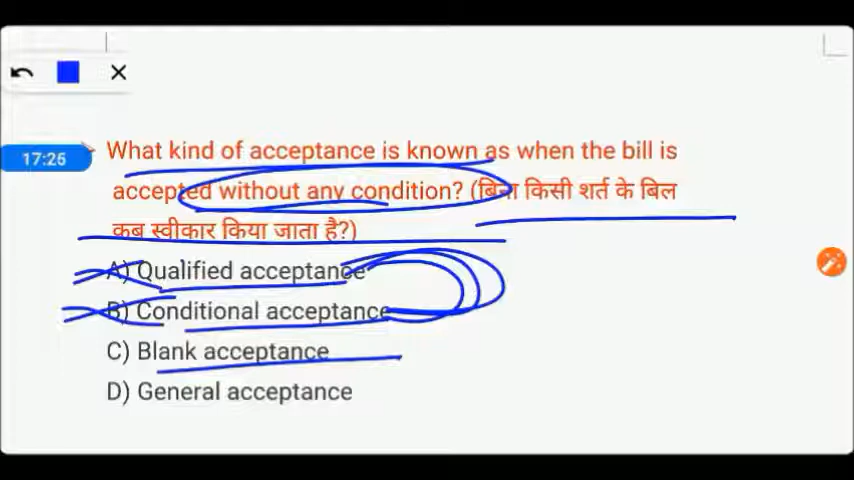 17:26
What kind of acceptance is known as when the bill is
accepted without any condition? (बिना किसी शर्त के बिल
कब स्वीकार किया जाता है?)
A) Qualified acceptance
B) Conditional acceptance
C) Blank acceptance
D) General acceptance